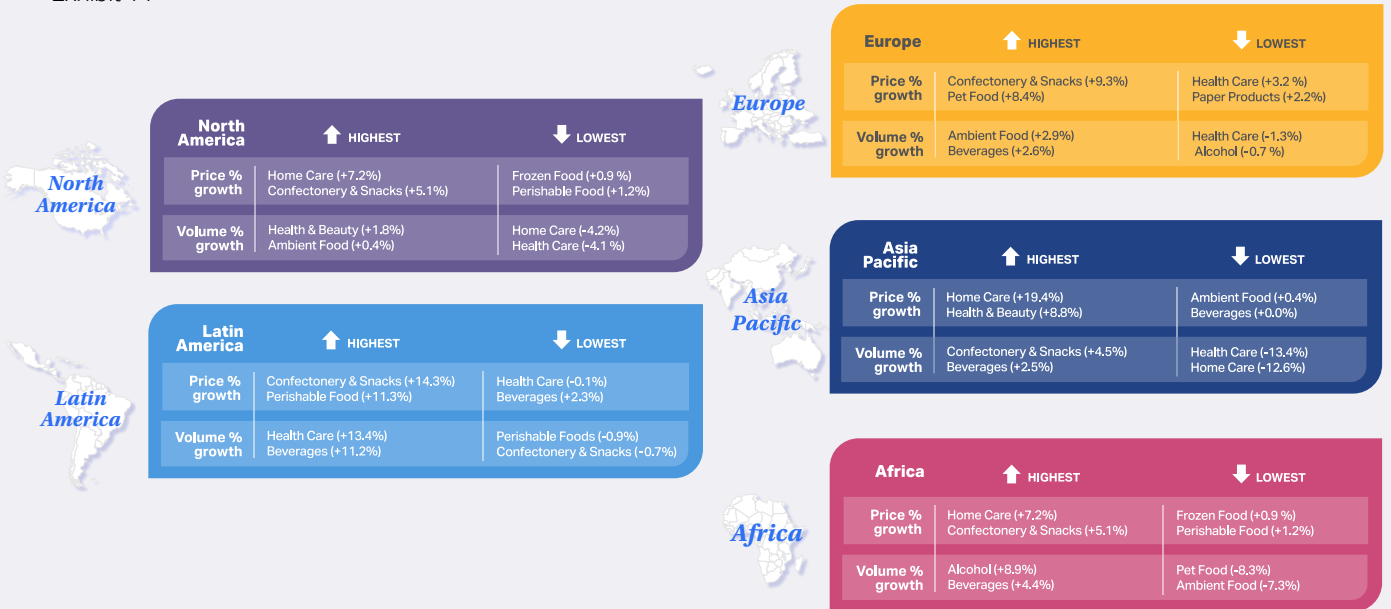 North
America
HIGHEST
LOWEST
Price %
growth
Home Care (+7.2%)
Confectonery & Snacks (+5.1%)
Frozen Food (+0.9 %)
Perishable Food (+1.2%)
Volume %
growth
Health & Beauty (+1.8%)
Ambient Food (+0.4%)
Home Care (-4.2%)
Health Care (-4.1 %)
North
America
Latin
America
HIGHEST
LOWEST
Price %
growth
Confectonery & Snacks (+14.3%)
Perishable Food (+11.3%)
Health Care (-0.1%)
Beverages (+2.3%)
Volume %
growth
Health Care (+13.4%)
Beverages (+11.2%)
Perishable Foods (-0.9%)
Confectonery & Snacks (-0.7%)
Latin
America
Europe
HIGHEST
LOWEST
Price %
growth
Confectonery & Snacks (+9.3%)
Pet Food (+8.4%)
Health Care (+3.2 %)
Paper Products (+2.2%)
Volume %
growth
Ambient Food (+2.9%)
Beverages (+2.6%)
Health Care (-1.3%)
Alcohol (-0.7 %)
Europe
Asia
Pacific
HIGHEST
LOWEST
Price %
growth
Home Care (+19.4%)
Health & Beauty (+8.8%)
Ambient Food (+0.4%)
Beverages (+0.0%)
Volume %
growth
Confectonery & Snacks (+4.5%)
Beverages (+2.5%)
Health Care (-13.4%)
Home Care (-12.6%)
Asia
Pacific
Africa
HIGHEST
LOWEST
Price %
growth
Home Care (+7.2%)
Confectonery & Snacks (+5.1%)
Frozen Food (+0.9 %)
Perishable Food (+1.2%)
Volume %
growth
Alcohol (+8.9%)
Beverages (+4.4%)
Pet Food (-8.3%)
Ambient Food (-7.3%)
Africa